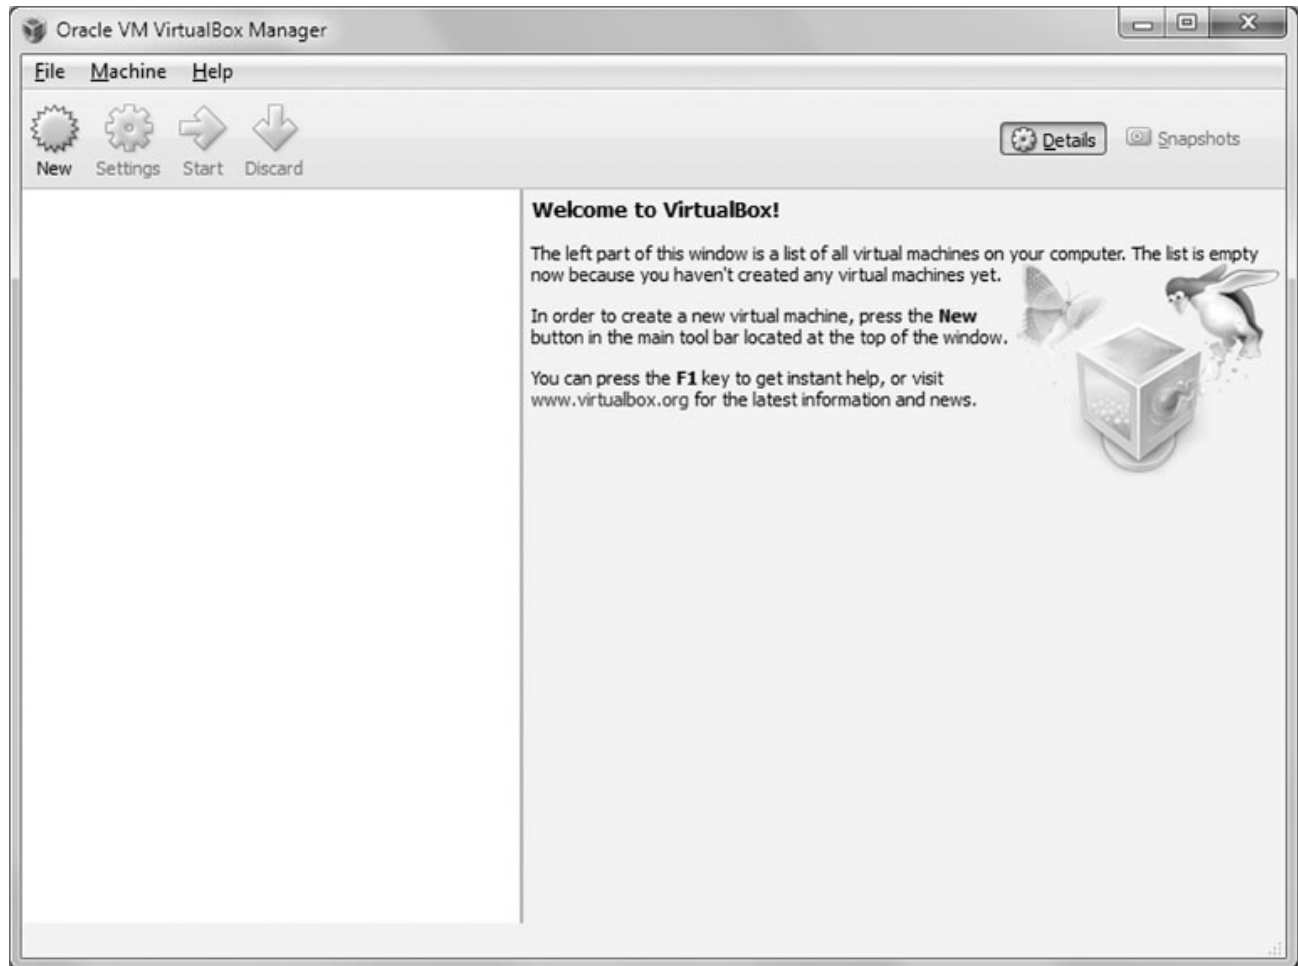 Oracle VM VirtualBox Manager
File Machine Help
New Settings Start Discard
Details Snapshots
Welcome to VirtualBox!
The left part of this window is a list of all virtual machines on your computer. The list is empty
now because you haven't created any virtual machines yet.
In order to create a new virtual machine, press the New
button in the main tool bar located at the top of the window.
You can press the F1 key to get instant help, or visit
www.virtualbox.org for the latest information and news.